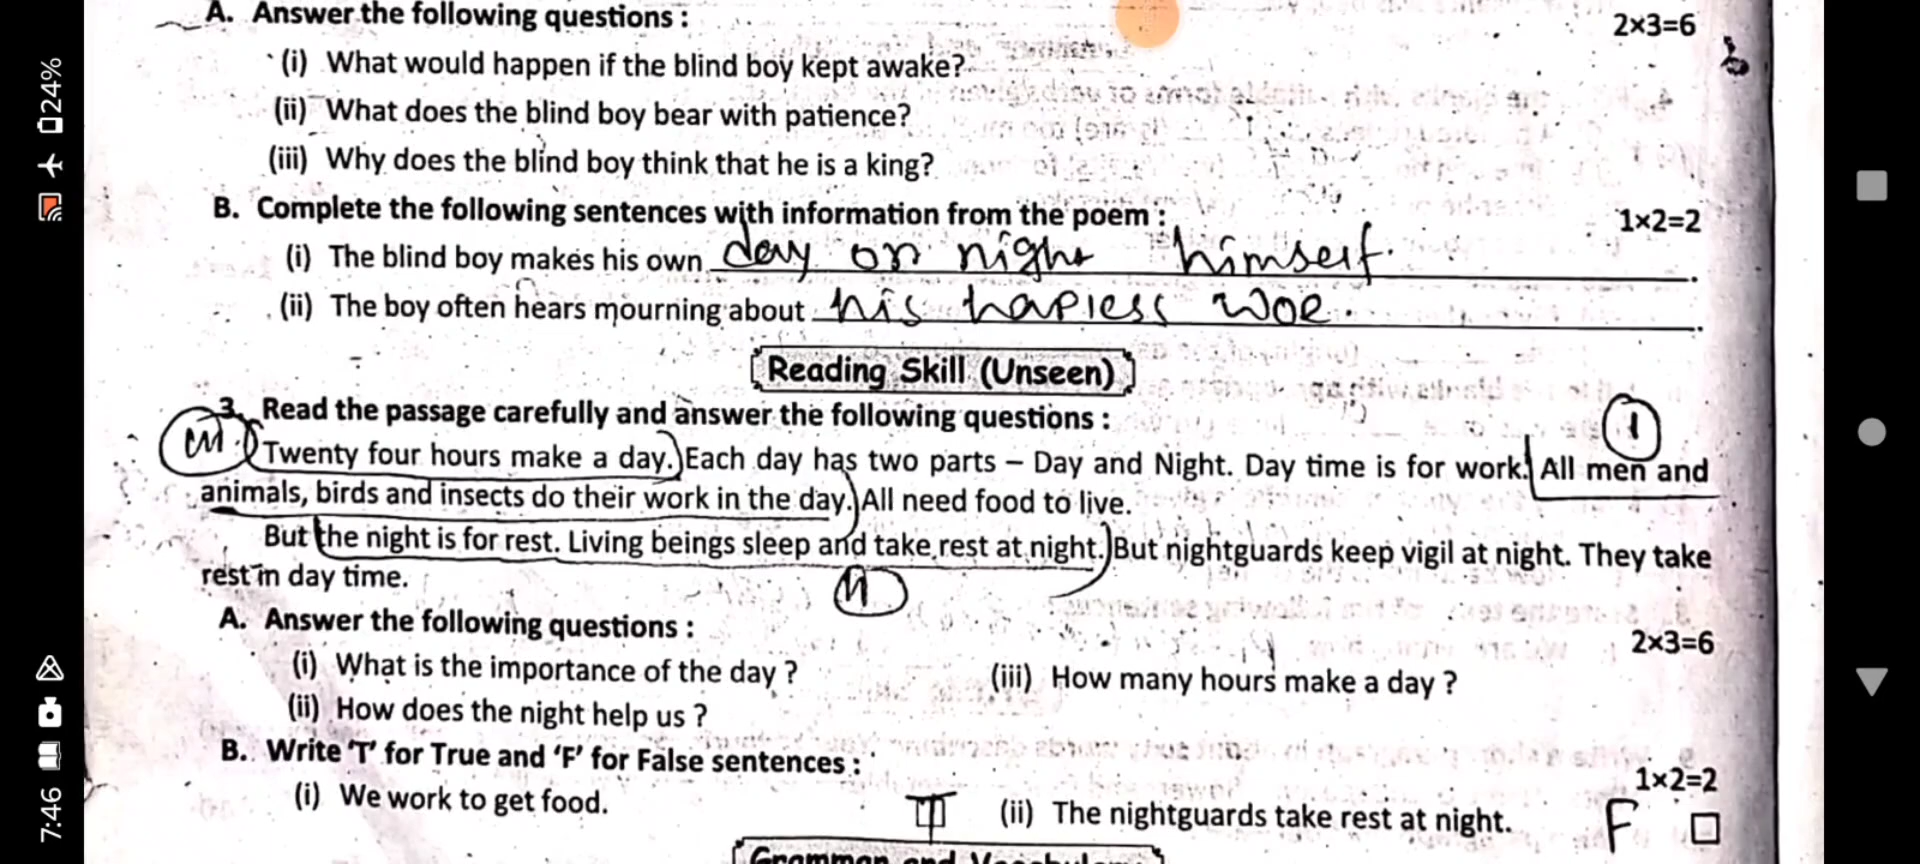 A. Answer the following questions : 2×3=6
(i) What would happen if the blind boy kept awake?
(ii) What does the blind boy bear with patience?
(iii) Why does the blind boy think that he is a king?
B. Complete the following sentences with information from the poem : 1×2=2
(i) The blind boy makes his own day or night himself.
(ii) The boy often hears mourning about his hapless woe.
Reading Skill (Unseen)
3. Read the passage carefully and answer the following questions :
Twenty four hours make a day. Each day has two parts – Day and Night. Day time is for work. All men and
animals, birds and insects do their work in the day. All need food to live.
But the night is for rest. Living beings sleep and take rest at night. But nightguards keep vigil at night. They take
rest in day time.
A. Answer the following questions : 2×3=6
(i) What is the importance of the day ? (iii) How many hours make a day ?
(ii) How does the night help us ?
B. Write 'T' for True and 'F' for False sentences : 1×2=2
(i) We work to get food. T (ii) The nightguards take rest at night. F
Grammar and Vocabulary
24%
7:46